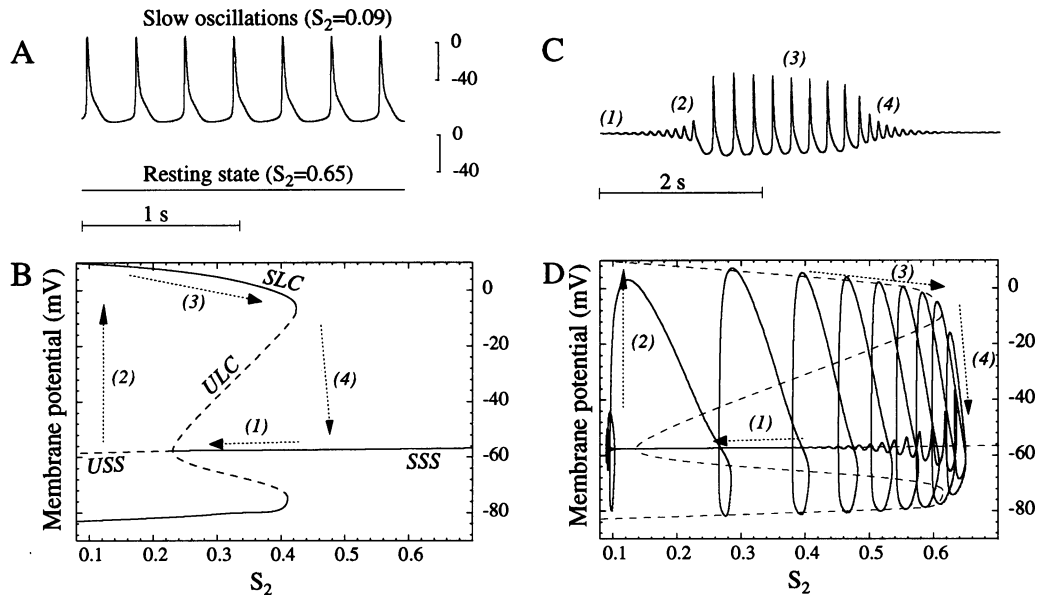 A
Slow oscillations (S2=0.09)
0
-40
0
-40
Resting state (S2=0.65)
1 s
B
Membrane potential (mV)
SLC
(3)
(2)
ULC
(4)
(1)
USS
SSS
0
-20
-40
-60
-80
0.1 0.2 0.3 0.4 0.5 0.6
S2
C
(1)
(2)
(3)
(4)
2 s
D
Membrane potential (mV)
(3)
(2)
(4)
(1)
0
-20
-40
-60
-80
0.1 0.2 0.3 0.4 0.5 0.6
S2